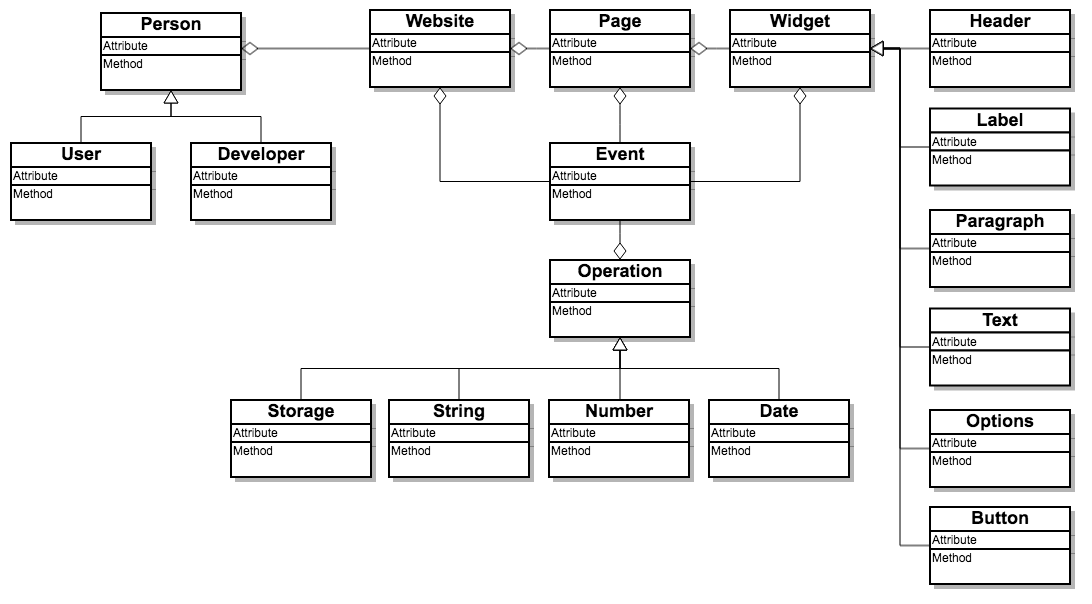 Person
Attribute
Method
Website
Attribute
Method
Page
Attribute
Method
Widget
Attribute
Method
Header
Attribute
Method
User
Attribute
Method
Developer
Attribute
Method
Event
Attribute
Method
Label
Attribute
Method
Paragraph
Attribute
Method
Operation
Attribute
Method
Text
Attribute
Method
Storage
Attribute
Method
String
Attribute
Method
Number
Attribute
Method
Date
Attribute
Method
Options
Attribute
Method
Button
Attribute
Method